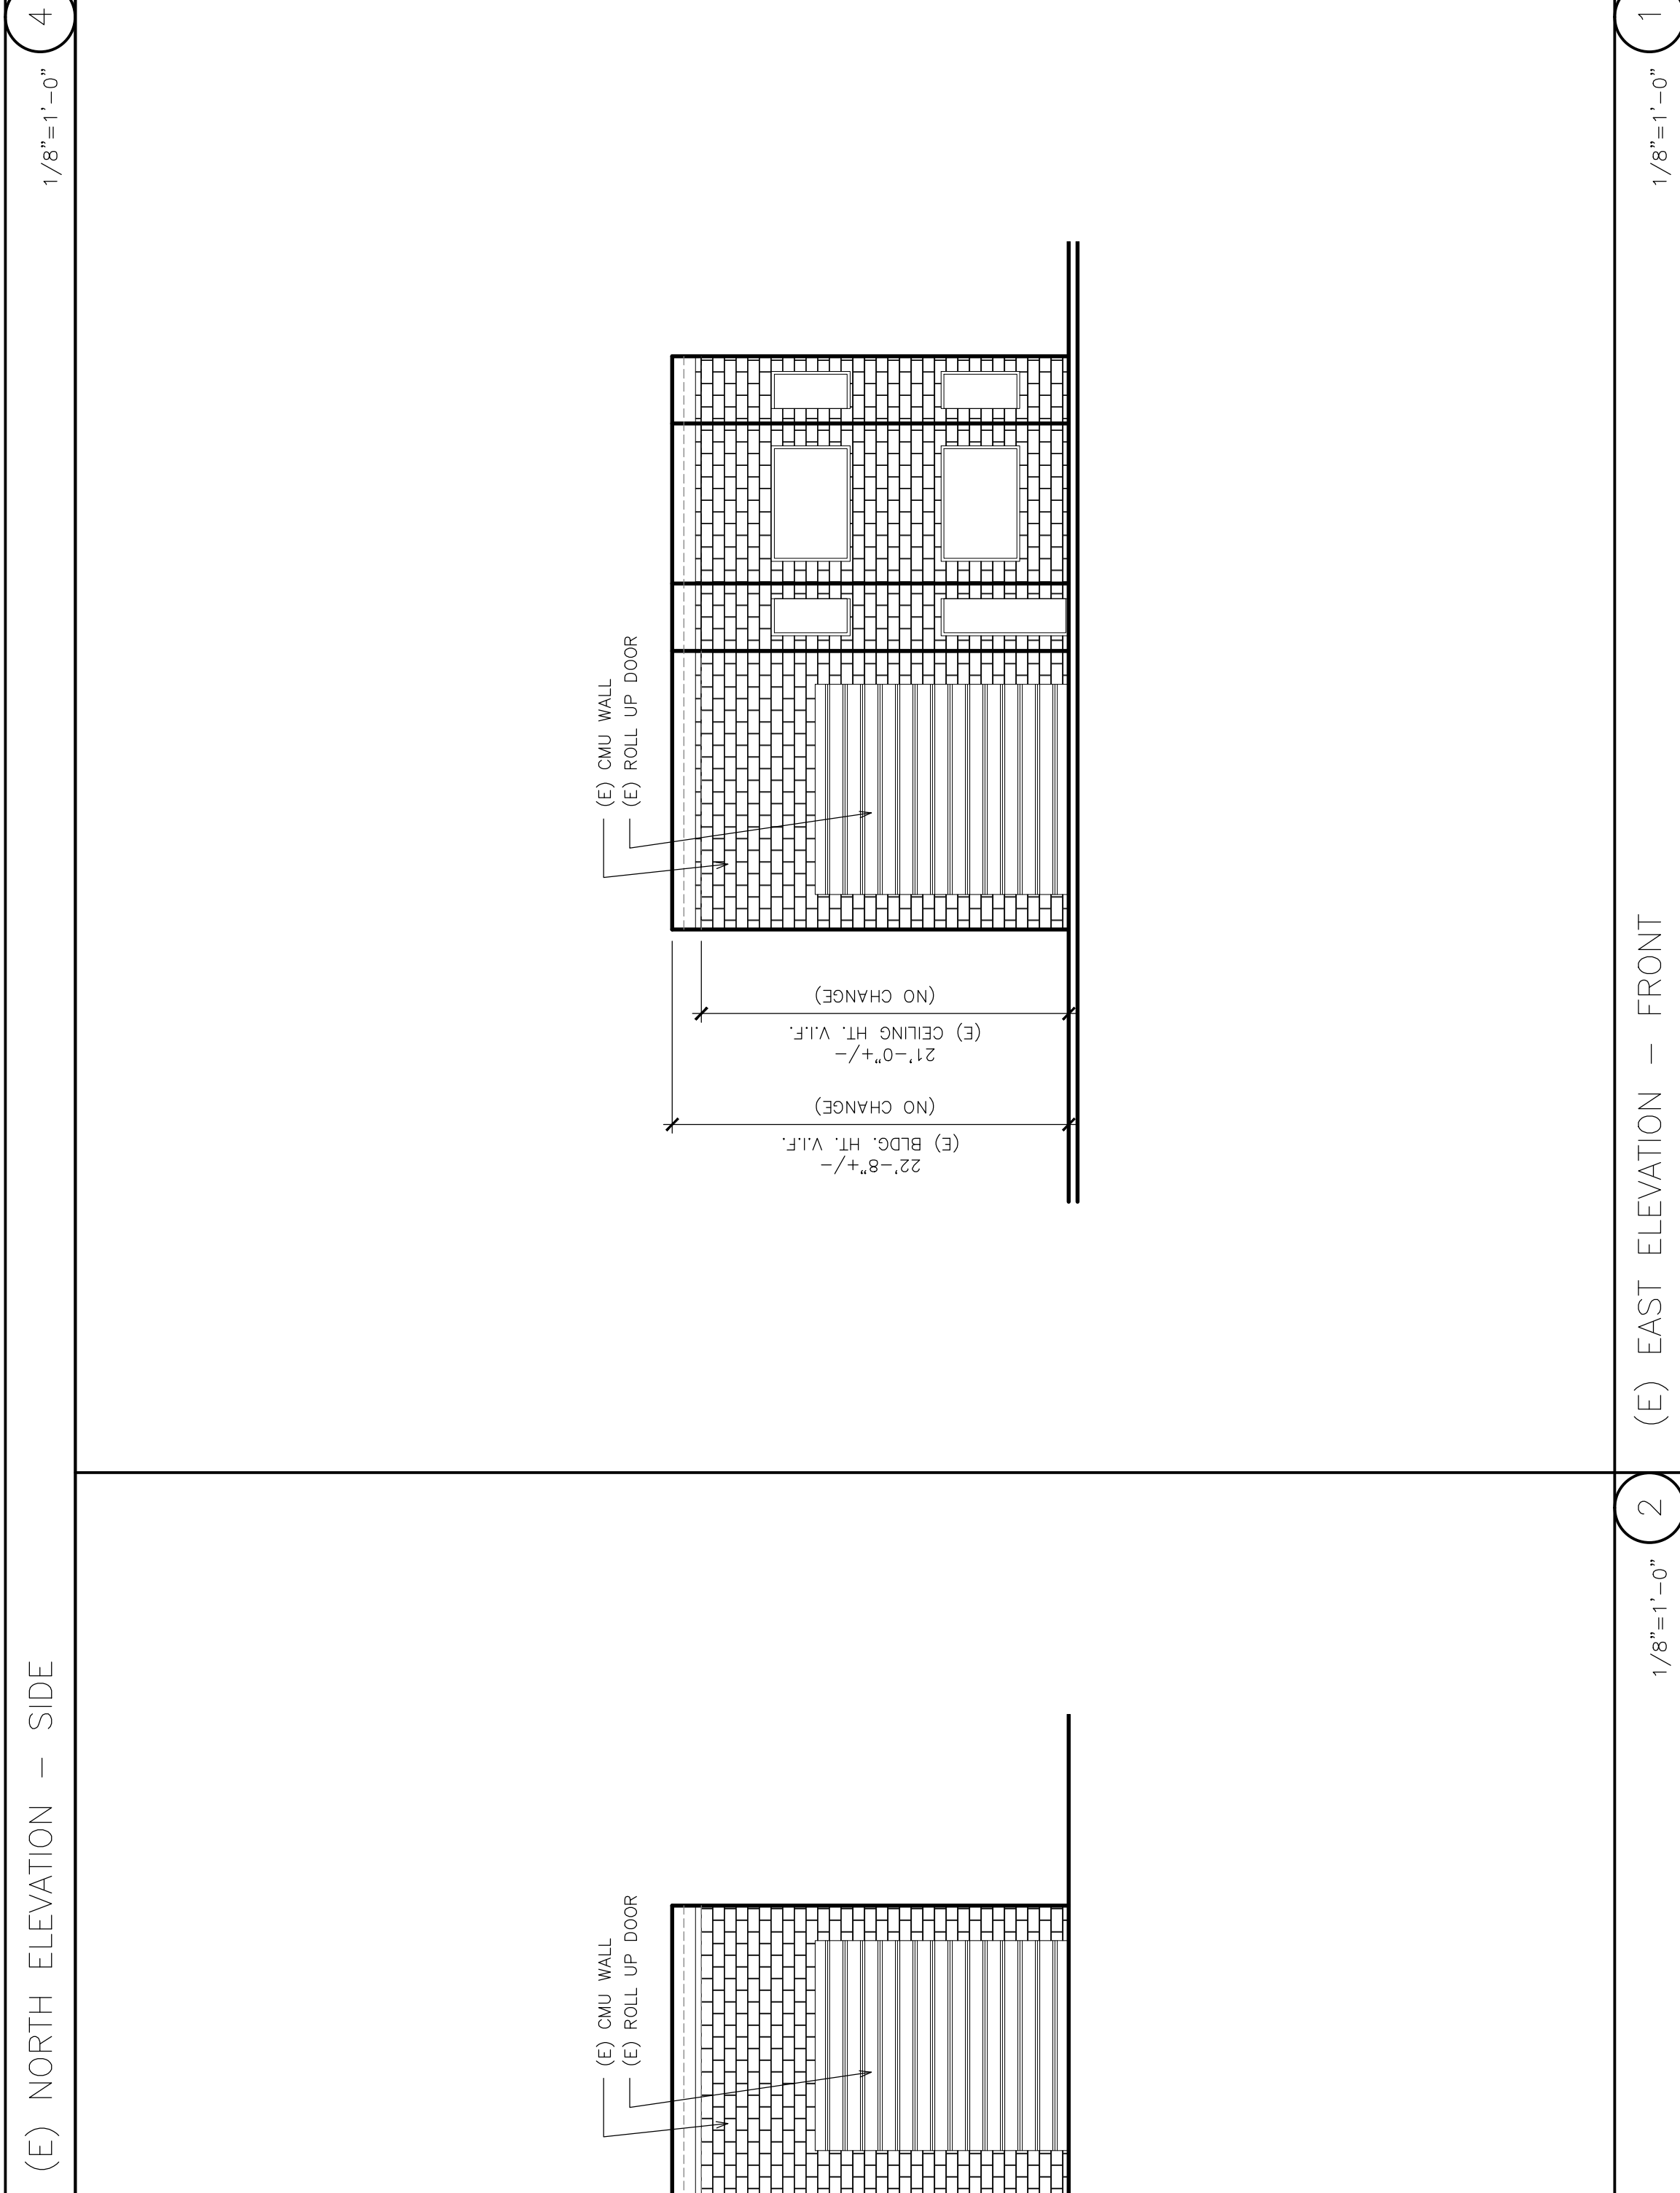 (E) NORTH ELEVATION – SIDE
1/8"=1'-0"
4
(E) CMU WALL
(E) ROLL UP DOOR
(NO CHANGE)
21'-0"+/-
(E) CEILING HT. V.I.F.
(NO CHANGE)
22'-8"+/-
(E) BLDG. HT. V.I.F.
(E) EAST ELEVATION – FRONT
1/8"=1'-0"
1
(E) CMU WALL
(E) ROLL UP DOOR
1/8"=1'-0"
2